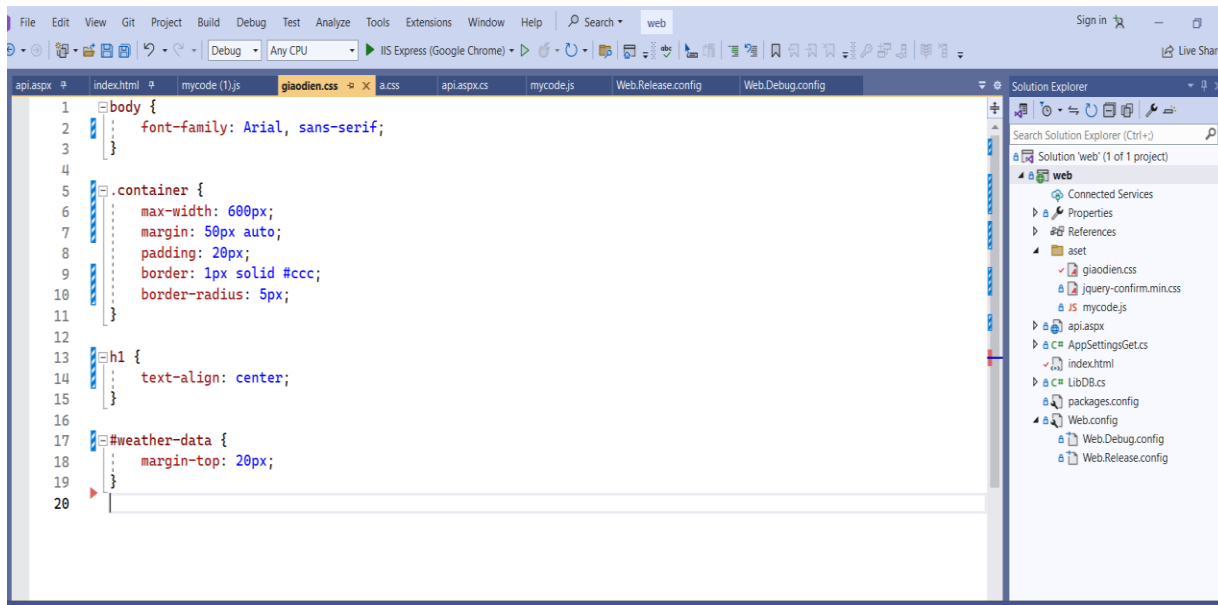 File Edit View Git Project Build Debug Test Analyze Tools Extensions Window Help Search web Sign in
Debug Any CPU IIS Express (Google Chrome) Live Shar
api.aspx index.html mycode (1).js giaodien.css a.css api.aspx.cs mycode.js Web.Release.config Web.Debug.config
1 body {
2 font-family: Arial, sans-serif;
3 }
4
5 .container {
6 max-width: 600px;
7 margin: 50px auto;
8 padding: 20px;
9 border: 1px solid #ccc;
10 border-radius: 5px;
11 }
12
13 h1 {
14 text-align: center;
15 }
16
17 #weather-data {
18 margin-top: 20px;
19 }
20
Solution Explorer
Search Solution Explorer (Ctrl+;)
Solution 'web' (1 of 1 project)
web
Connected Services
Properties
References
aset
giaodien.css
jquery-confirm.min.css
JS mycode.js
api.aspx
C# AppSettingsGet.cs
index.html
C# LibDB.cs
packages.config
Web.config
Web.Debug.config
Web.Release.config